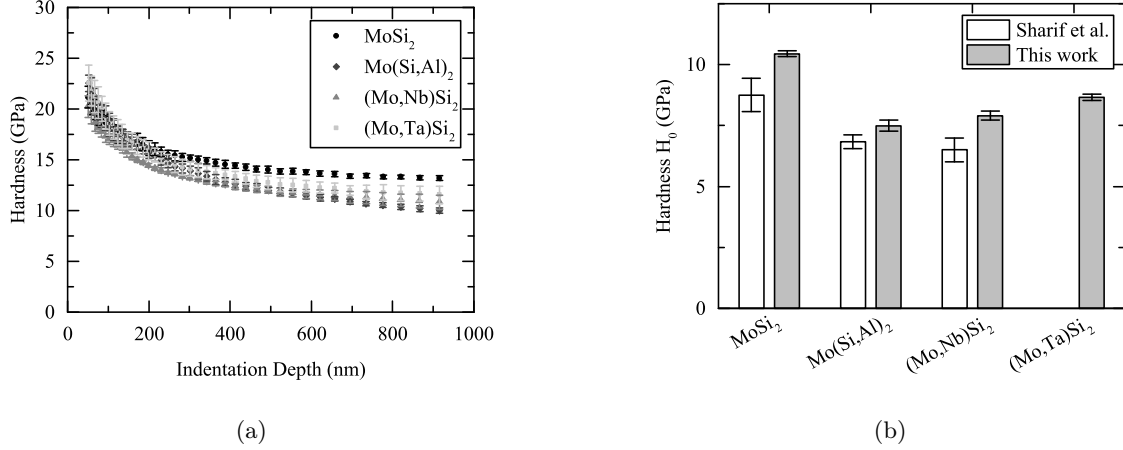 30
25
20
15
10
5
0
0
200
400
600
800
1000
Hardness (GPa)
Indentation Depth (nm)
MoSi₂
Mo(Si,Al)₂
(Mo,Nb)Si₂
(Mo,Ta)Si₂
(a)
10
5
0
Hardness H₀ (GPa)
Sharif et al.
This work
MoSi₂
Mo(Si,Al)₂
(Mo,Nb)Si₂
(Mo,Ta)Si₂
(b)